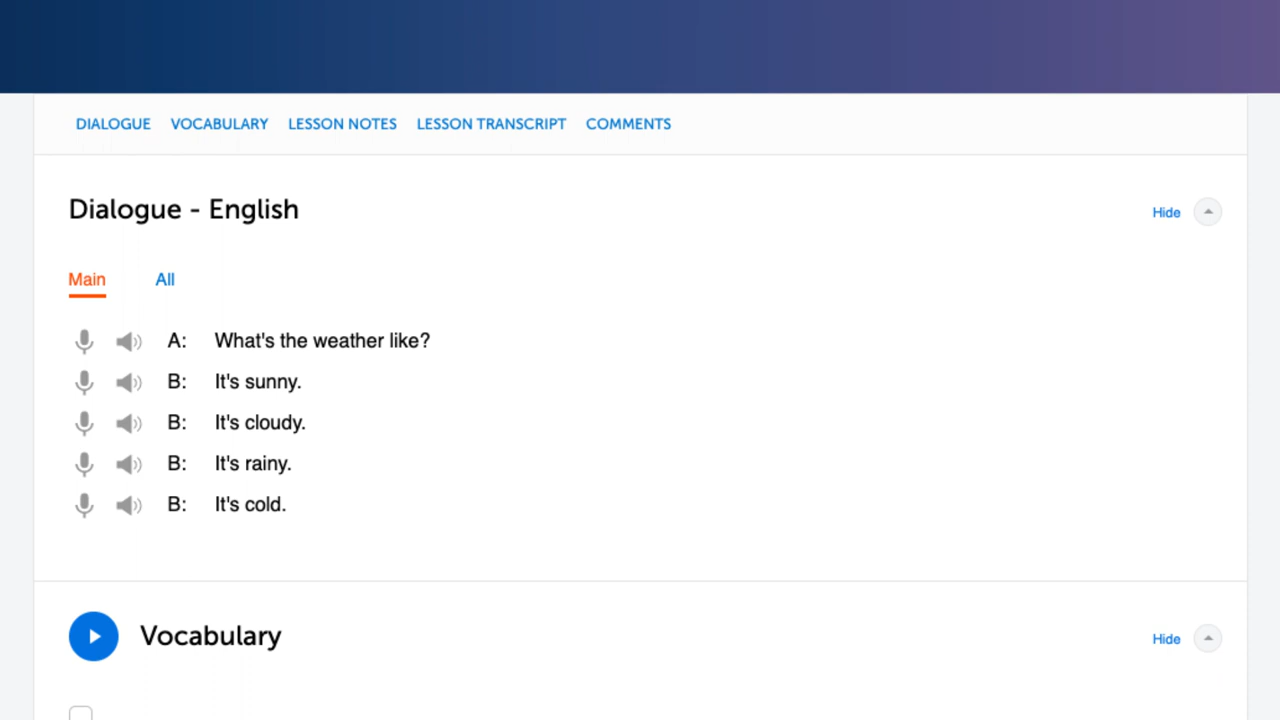 DIALOGUE VOCABULARY LESSON NOTES LESSON TRANSCRIPT COMMENTS
Dialogue - English Hide
Main All
A: What's the weather like?
B: It's sunny.
B: It's cloudy.
B: It's rainy.
B: It's cold.
Vocabulary Hide